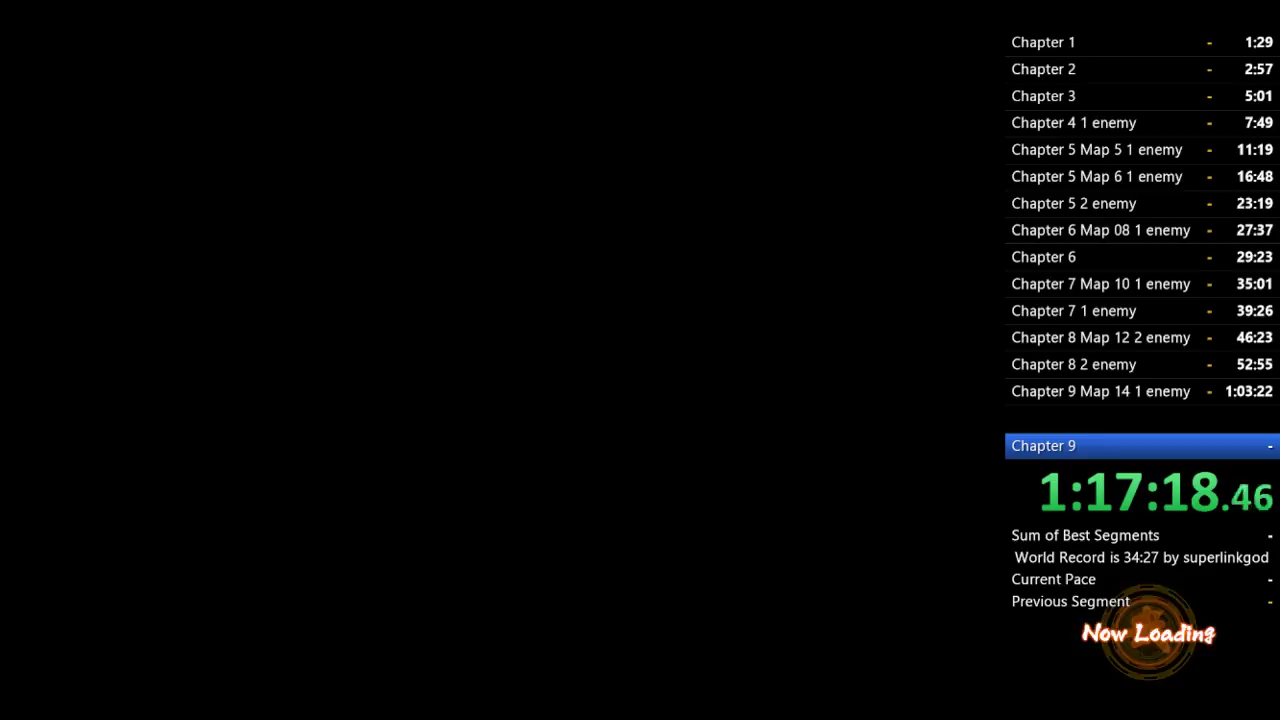 Chapter 1 - 1:29
Chapter 2 - 2:57
Chapter 3 - 5:01
Chapter 4 1 enemy - 7:49
Chapter 5 Map 5 1 enemy - 11:19
Chapter 5 Map 6 1 enemy - 16:48
Chapter 5 2 enemy - 23:19
Chapter 6 Map 08 1 enemy - 27:37
Chapter 6 - 29:23
Chapter 7 Map 10 1 enemy - 35:01
Chapter 7 1 enemy - 39:26
Chapter 8 Map 12 2 enemy - 46:23
Chapter 8 2 enemy - 52:55
Chapter 9 Map 14 1 enemy - 1:03:22
Chapter 9 -
1:17:18.46
Sum of Best Segments -
World Record is 34:27 by superlinkgod
Current Pace -
Previous Segment -
Now Loading